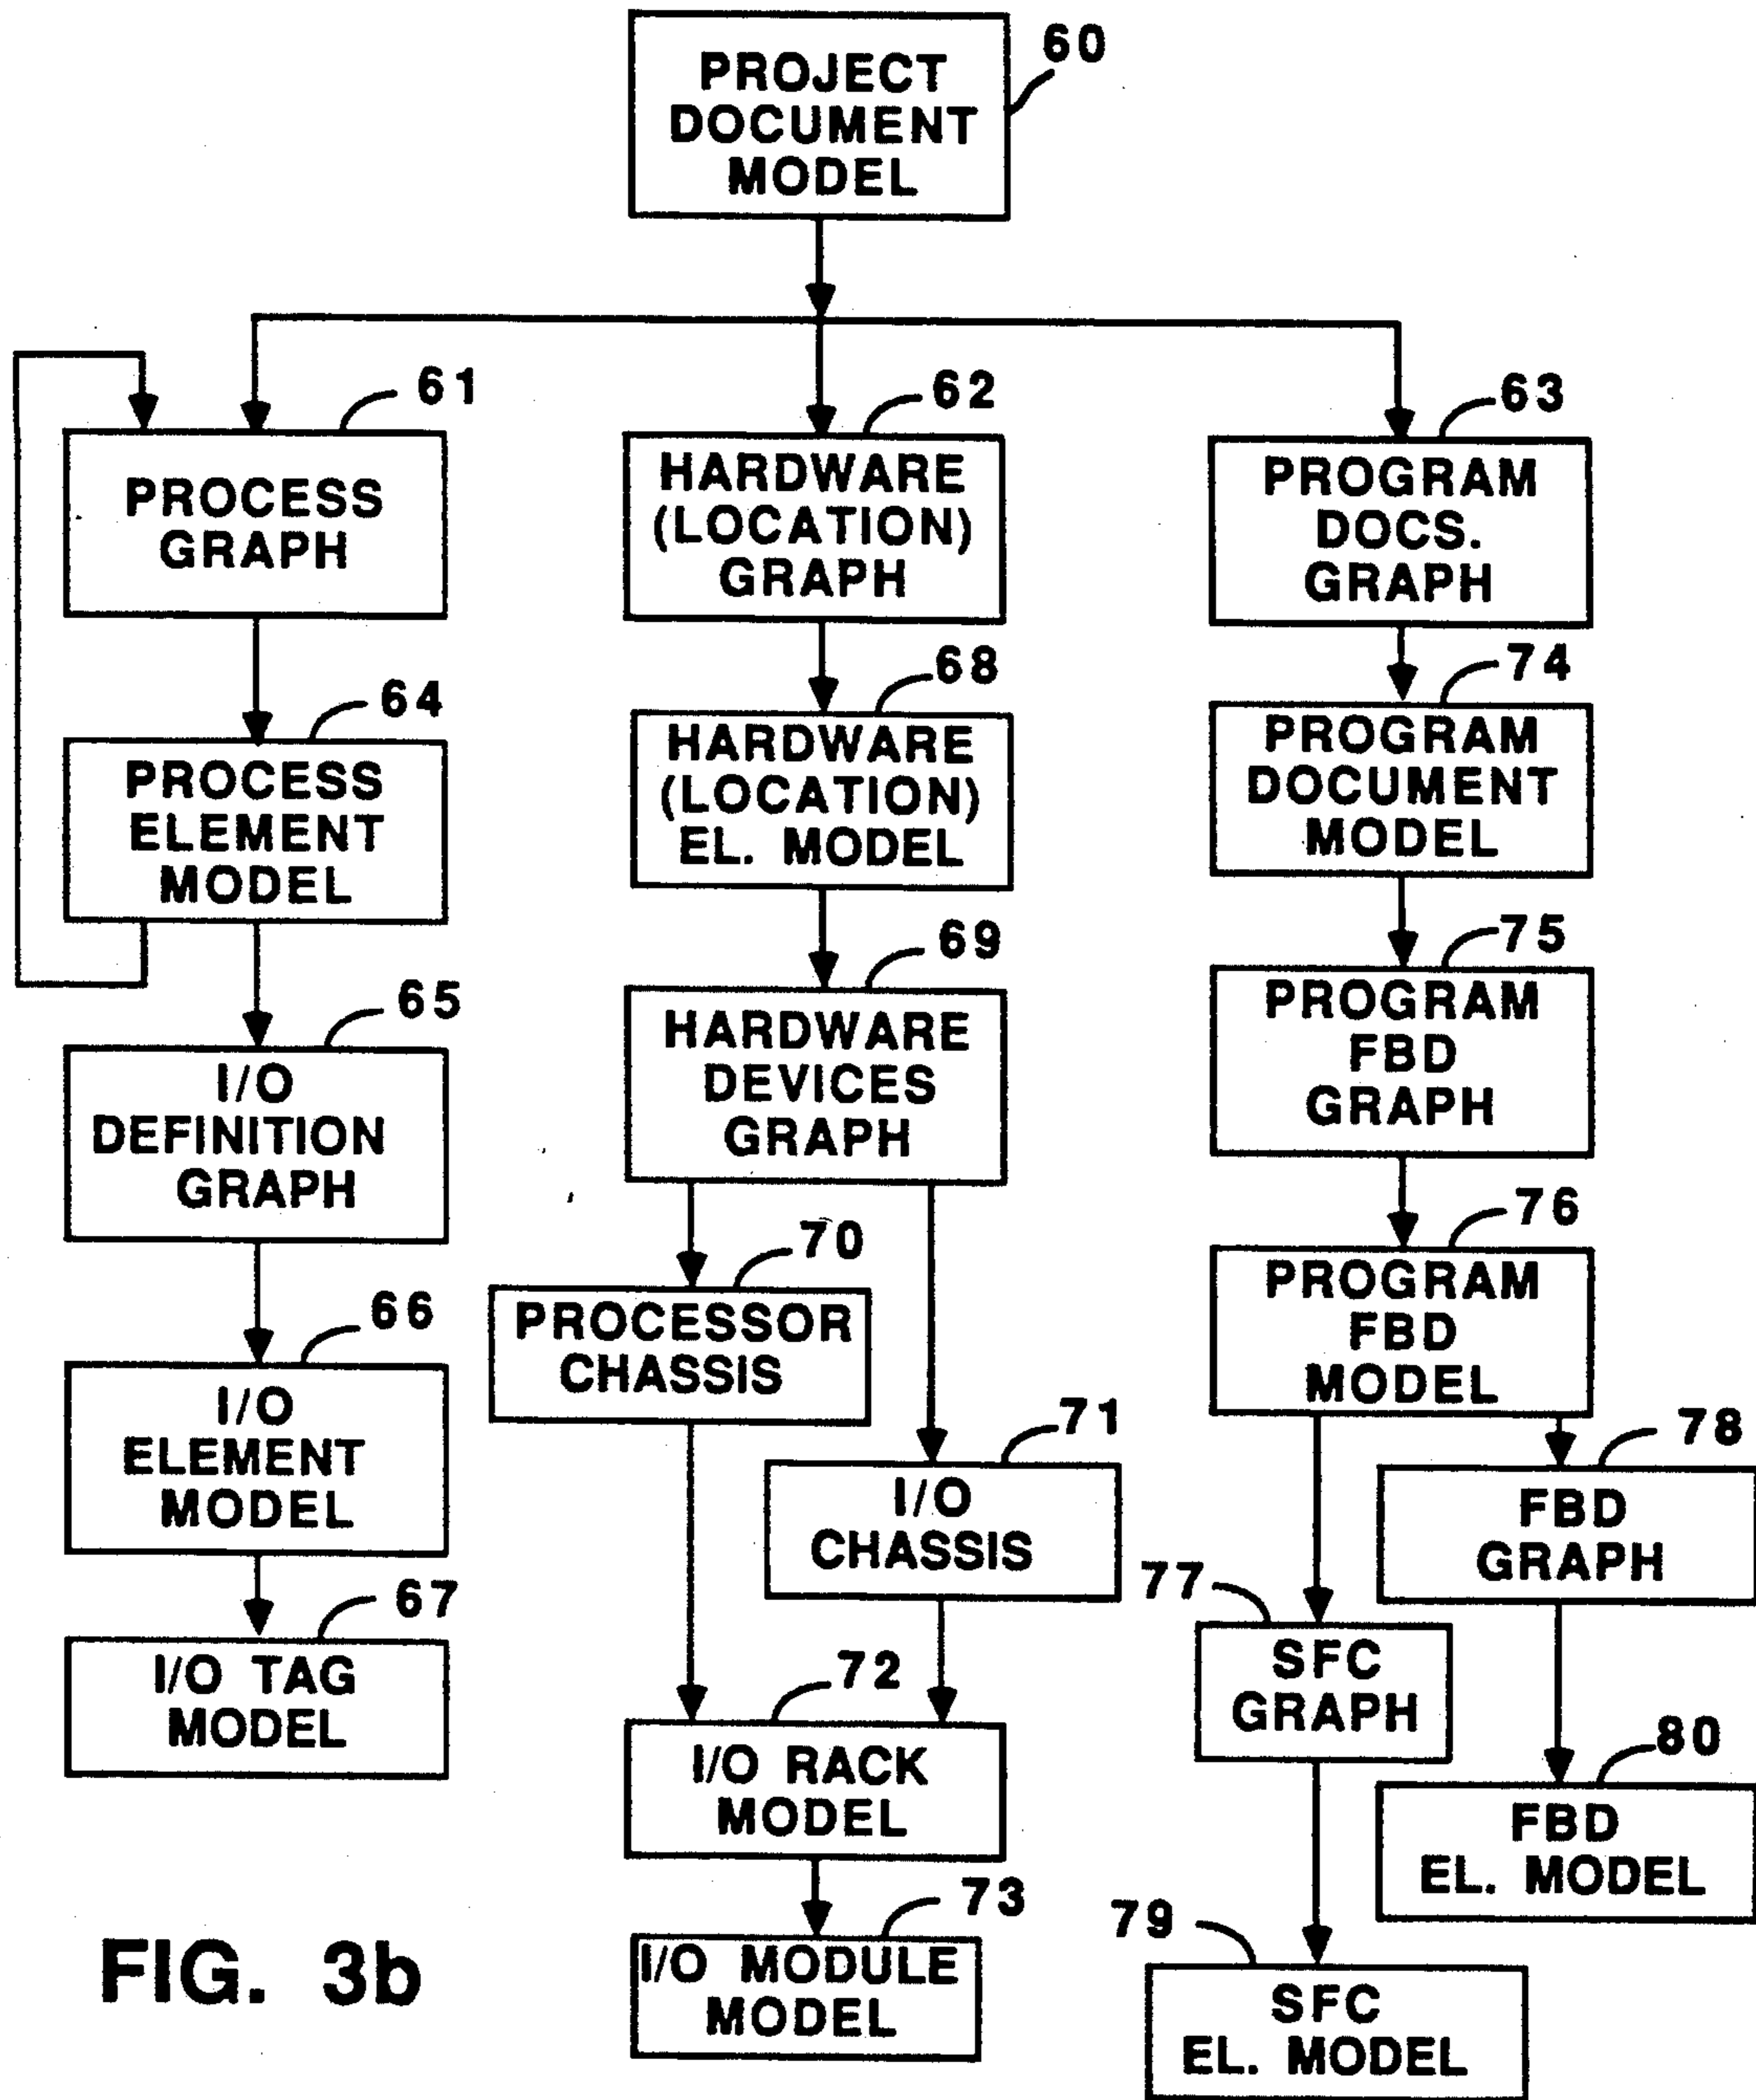 60
PROJECT
DOCUMENT
MODEL
61
PROCESS
GRAPH
62
HARDWARE
(LOCATION)
GRAPH
63
PROGRAM
DOCS.
GRAPH
64
PROCESS
ELEMENT
MODEL
68
HARDWARE
(LOCATION)
EL. MODEL
74
PROGRAM
DOCUMENT
MODEL
65
I/O
DEFINITION
GRAPH
69
HARDWARE
DEVICES
GRAPH
75
PROGRAM
FBD
GRAPH
66
I/O
ELEMENT
MODEL
70
PROCESSOR
CHASSIS
76
PROGRAM
FBD
MODEL
71
I/O
CHASSIS
78
FBD
GRAPH
67
I/O TAG
MODEL
77
SFC
GRAPH
72
I/O RACK
MODEL
80
FBD
EL. MODEL
73
I/O MODULE
MODEL
79
SFC
EL. MODEL
FIG. 3b